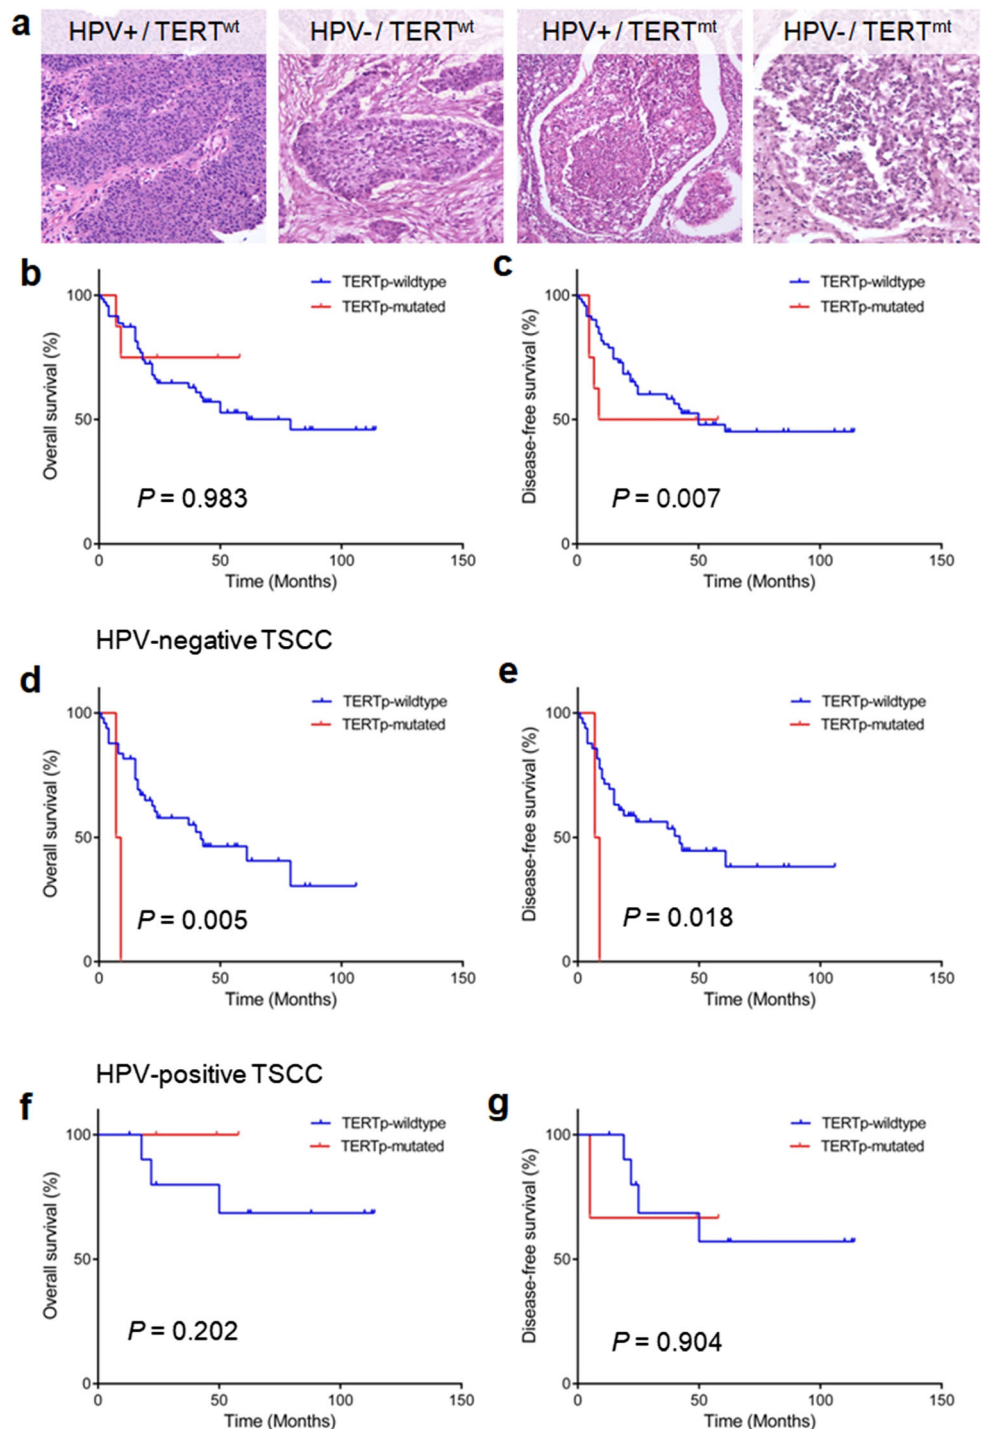 a
HPV+ / TERTwt
HPV- / TERTwt
HPV+ / TERTmt
HPV- / TERTmt
b
TERTp-wildtype
TERTp-mutated
100
50
0
Overall survival (%)
P = 0.983
0 50 100 150
Time (Months)
c
TERTp-wildtype
TERTp-mutated
100
50
0
Disease-free survival (%)
P = 0.007
0 50 100 150
Time (Months)
HPV-negative TSCC
d
TERTp-wildtype
TERTp-mutated
100
50
0
Overall survival (%)
P = 0.005
0 50 100 150
Time (Months)
e
TERTp-wildtype
TERTp-mutated
100
50
0
Disease-free survival (%)
P = 0.018
0 50 100 150
Time (Months)
HPV-positive TSCC
f
TERTp-wildtype
TERTp-mutated
100
50
0
Overall survival (%)
P = 0.202
0 50 100 150
Time (Months)
g
TERTp-wildtype
TERTp-mutated
100
50
0
Disease-free survival (%)
P = 0.904
0 50 100 150
Time (Months)